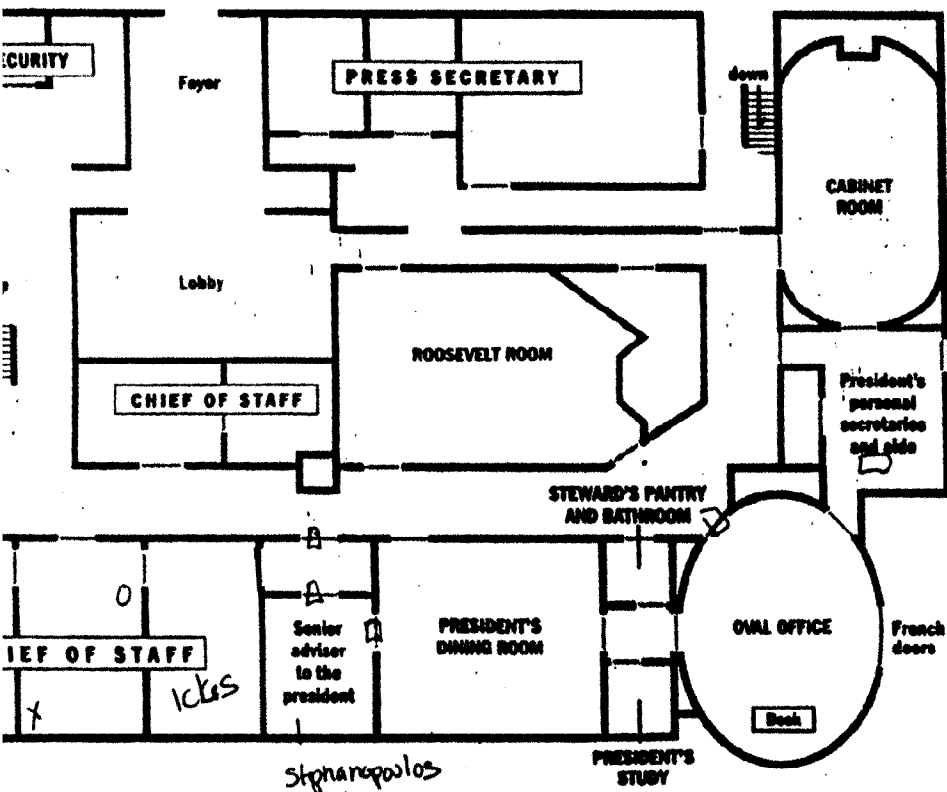 ECURITY
Foyer
PRESS SECRETARY
down
CABINET
ROOM
Lobby
p
ROOSEVELT ROOM
CHIEF OF STAFF
President's
personal
secretaries
and aide
STEWARD'S PANTRY
AND BATHROOM
IEF OF STAFF
Ickes
X
Senior
adviser
to the
president
PRESIDENT'S
DINING ROOM
OVAL OFFICE
French
doors
Desk
PRESIDENT'S
STUDY
Stphanopoulos